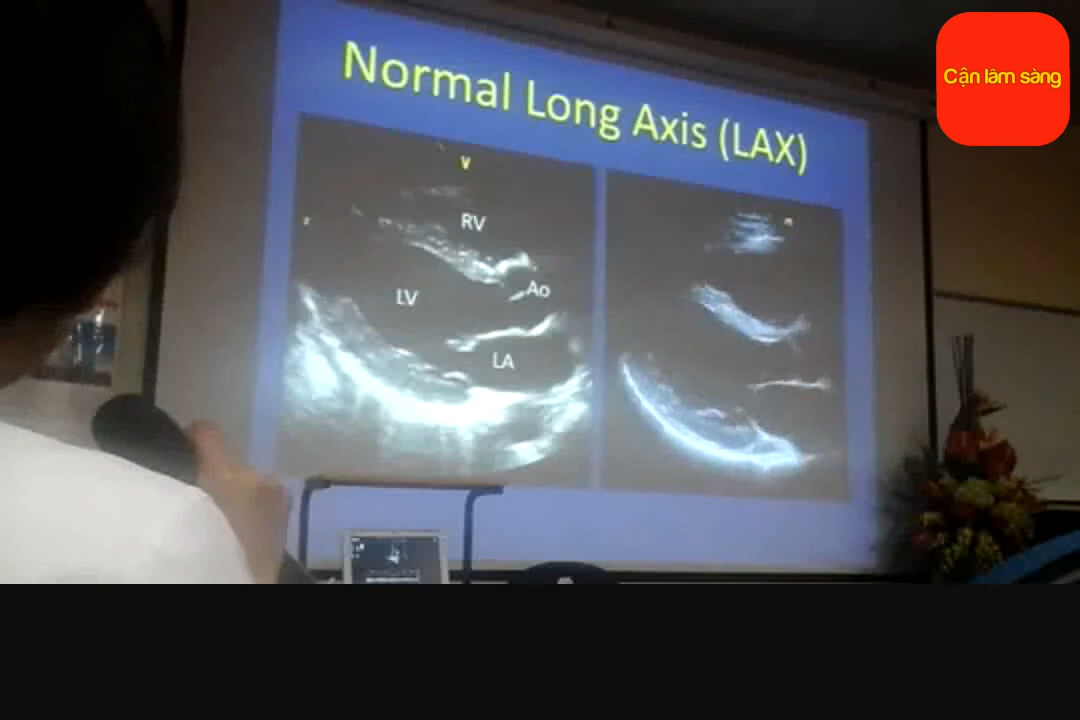 Cận lâm sàng
Normal Long Axis (LAX)
V
RV
Ao
LV
LA